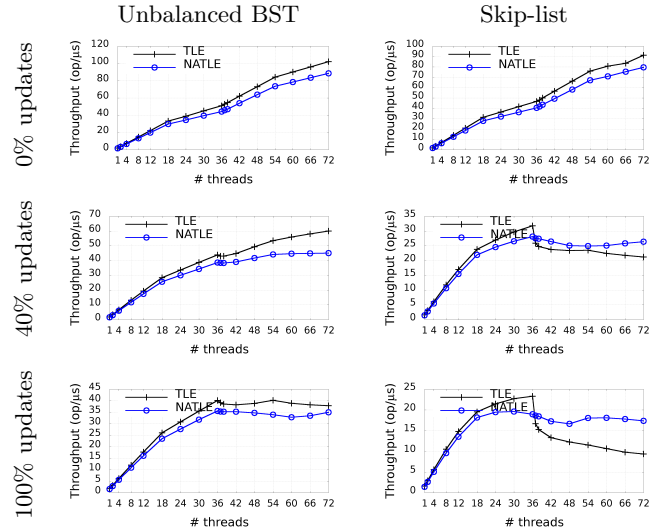 Unbalanced BST
Skip-list
0% updates
Throughput (op/µs)
120
100
80
60
40
20
0
TLE
NATLE
1 4 8 12 18 24 30 36 42 48 54 60 66 72
# threads
Throughput (op/µs)
100
90
80
70
60
50
40
30
20
10
0
TLE
NATLE
1 4 8 12 18 24 30 36 42 48 54 60 66 72
# threads
40% updates
Throughput (op/µs)
70
60
50
40
30
20
10
0
TLE
NATLE
1 4 8 12 18 24 30 36 42 48 54 60 66 72
# threads
Throughput (op/µs)
35
30
25
20
15
10
5
0
TLE
NATLE
1 4 8 12 18 24 30 36 42 48 54 60 66 72
# threads
100% updates
Throughput (op/µs)
45
40
35
30
25
20
15
10
5
0
TLE
NATLE
1 4 8 12 18 24 30 36 42 48 54 60 66 72
# threads
Throughput (op/µs)
25
20
15
10
5
0
TLE
NATLE
1 4 8 12 18 24 30 36 42 48 54 60 66 72
# threads